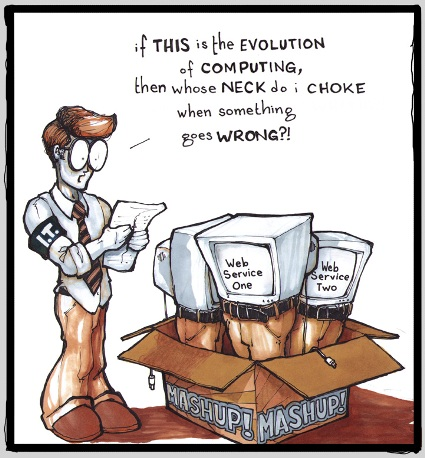 if THIS is the EVOLUTION
of COMPUTING,
then whose NECK do i CHOKE
when something
goes WRONG?!
I.T.
Web
Service
One
Web
Service
Two
MASHUP!
MASHUP!